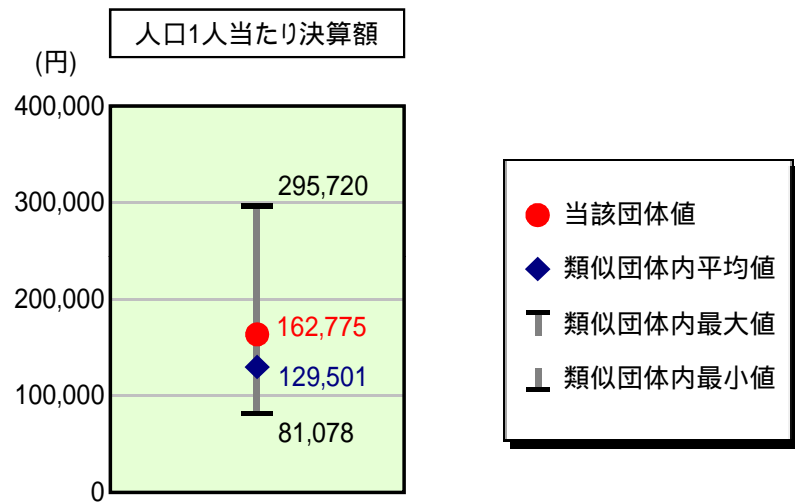 人口1人当たり決算額
(円)
400,000
300,000
200,000
100,000
0
295,720
162,775
129,501
81,078
当該団体値
類似団体内平均値
類似団体内最大値
類似団体内最小値